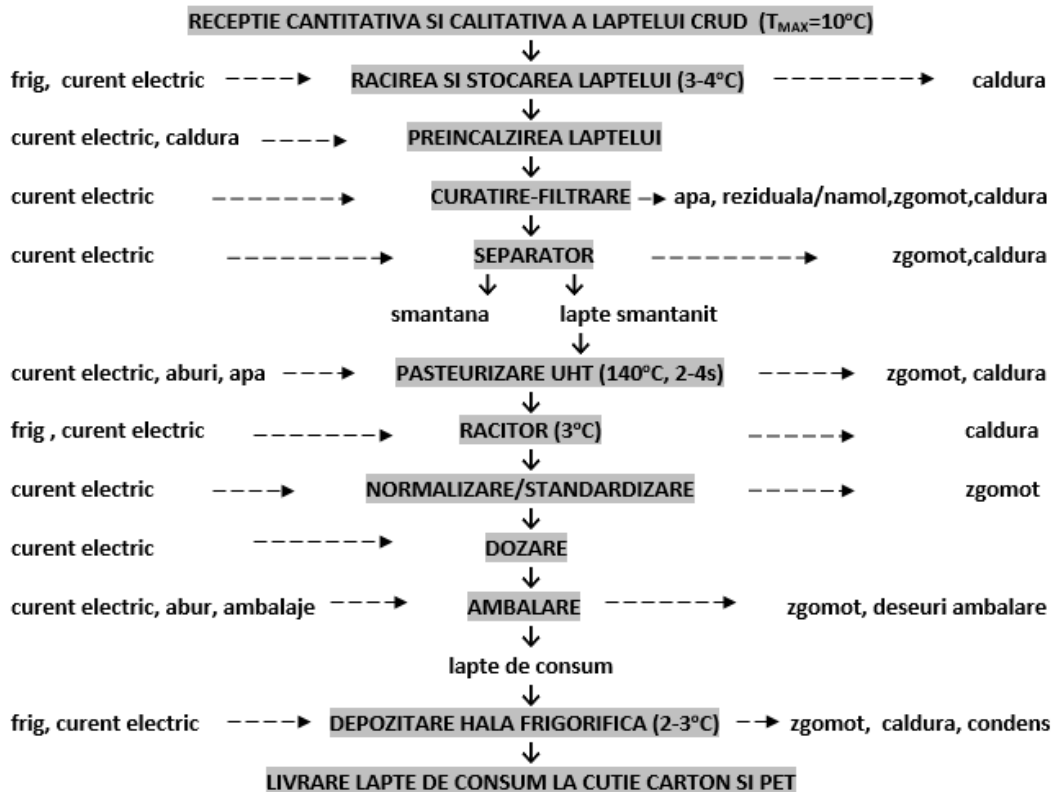 RECEPTIE CANTITATIVA SI CALITATIVA A LAPTELUI CRUD (TMAX=10°C)
frig, curent electric RACIREA SI STOCAREA LAPTELUI (3-4°C) caldura
curent electric, caldura PREINCALZIREA LAPTELUI
curent electric CURATIRE-FILTRARE apa, reziduala/namol,zgomot,caldura
curent electric SEPARATOR zgomot,caldura
smantana lapte smantanit
curent electric, aburi, apa PASTEURIZARE UHT (140°C, 2-4s) zgomot, caldura
frig , curent electric RACITOR (3°C) caldura
curent electric NORMALIZARE/STANDARDIZARE zgomot
curent electric DOZARE
curent electric, abur, ambalaje AMBALARE zgomot, deseuri ambalare
lapte de consum
frig, curent electric DEPOZITARE HALA FRIGORIFICA (2-3°C) zgomot, caldura, condens
LIVRARE LAPTE DE CONSUM LA CUTIE CARTON SI PET